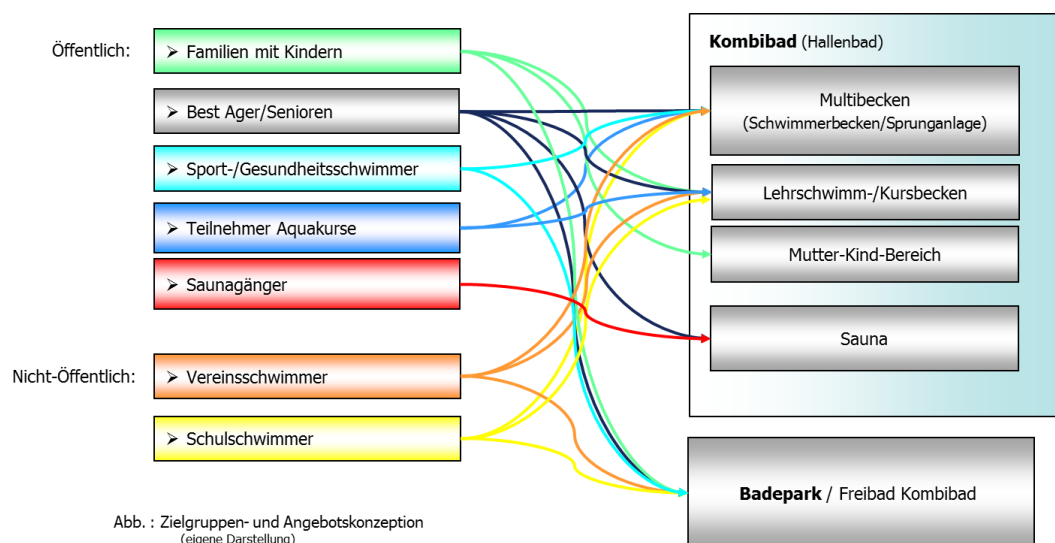 Öffentlich:
➢ Familien mit Kindern
➢ Best Ager/Senioren
➢ Sport-/Gesundheitsschwimmer
➢ Teilnehmer Aquakurse
➢ Saunagänger
Nicht-Öffentlich:
➢ Vereinsschwimmer
➢ Schulschwimmer
Kombibad (Hallenbad)
Multibecken
(Schwimmerbecken/Sprunganlage)
Lehrschwimm-/Kursbecken
Mutter-Kind-Bereich
Sauna
Badepark / Freibad Kombibad
Abb. : Zielgruppen- und Angebotskonzeption
(eigene Darstellung)